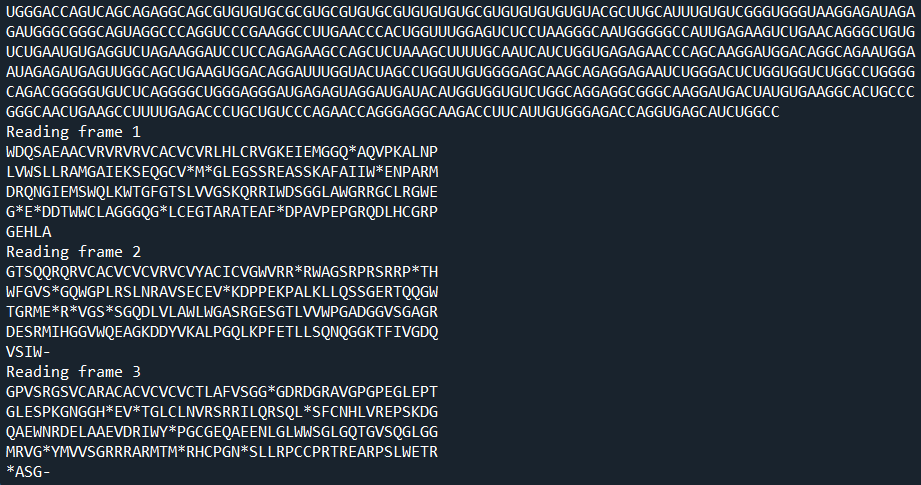 UGGGACCAGUCAGCAGAGGCAGCGUGUGUGCGCGUGCGUGUGCGUGUGUGUGCGUGUGUGUGUGUACGCUUGCAUUUGUGUCGGGUGGGUAAGGAGAUAGA
GAUGGGCGGGCAGUAGGCCCAGGUCCCGAAGGCCUUGAACCCACUGGUUUGGAGUCUCCUAAGGGCAAUGGGGGCCAUUGAGAAGUCUGAACAGGGCUGUG
UCUGAAUGUGAGGUCUAGAAGGAUCCUCCAGAGAAGCCAGCUCUAAAGCUUUUGCAAUCAUCUGGUGAGAGAACCCAGCAAGGAUGGACAGGCAGAAUGGA
AUAGAGAUGAGUUGGCAGCUGAAGUGGACAGGAUUUGGUACUAGCCUGGUUGUGGGGAGCAAGCAGAGGAGAAUCUGGGACUCUGGUGGUCUGGCCUGGGG
CAGACGGGGGUGUCUCAGGGGCUGGGAGGGAUGAGAGUAGGAUGAUACAUGGUGGUGUCUGGCAGGAGGCGGGCAAGGAUGACUAUGUGAAGGCACUGCCC
GGGCAACUGAAGCCUUUUGAGACCCUGCUGUCCCAGAACCAGGGAGGCAAGACCUUCAUUGUGGGAGACCAGGUGAGCAUCUGGCC
Reading frame 1
WDQSAEAACVRVRVRVCACVCVRLHLCRVGKEIEMGGQ*AQVPKALNP
LVWSLLRAMGAIEKSEQGCV*M*GLEGSSREASSKAFAIIW*ENPARM
DRQNGIEMSWQLKWTGFGTSLVVGSKQRRIWDSGGLAWGRRGCLRGWE
G*E*DDTWWCLAGGGQG*LCEGTARATEAF*DPAVPEPGRQDLHCGRP
GEHLA
Reading frame 2
GTSQQRQRVCACVCVCVRVCVYACICVGWVRR*RWAGSRPRSRRP*TH
WFGVS*GQWGPLRSLNRAVSECEV*KDPPEKPALKLLQSSGERTQQGW
TGRME*R*VGS*SGQDLVLAWLWGASRGESGTLVVWPGADGGVSGAGR
DESRMIHGGVWQEAGKDDYVKALPGQLKPFETLLSQNQGGKTFIVGDQ
VSIW-
Reading frame 3
GPVSRGSVCARACACVCVCVCTLAFVSGG*GDRDGRAVGPGPEGLEPT
GLESPKGNGGH*EV*TGLCLNVRSRRILQRSQL*SFCNHLVREPSKDG
QAEWNRDELAAEVDRIWY*PGCGEQAEENLGLWWSGLGQTGVSQGLGG
MRVG*YMVVSGRRRARMTM*RHCPGN*SLLRPCCPRTREARPSLWETR
*ASG-